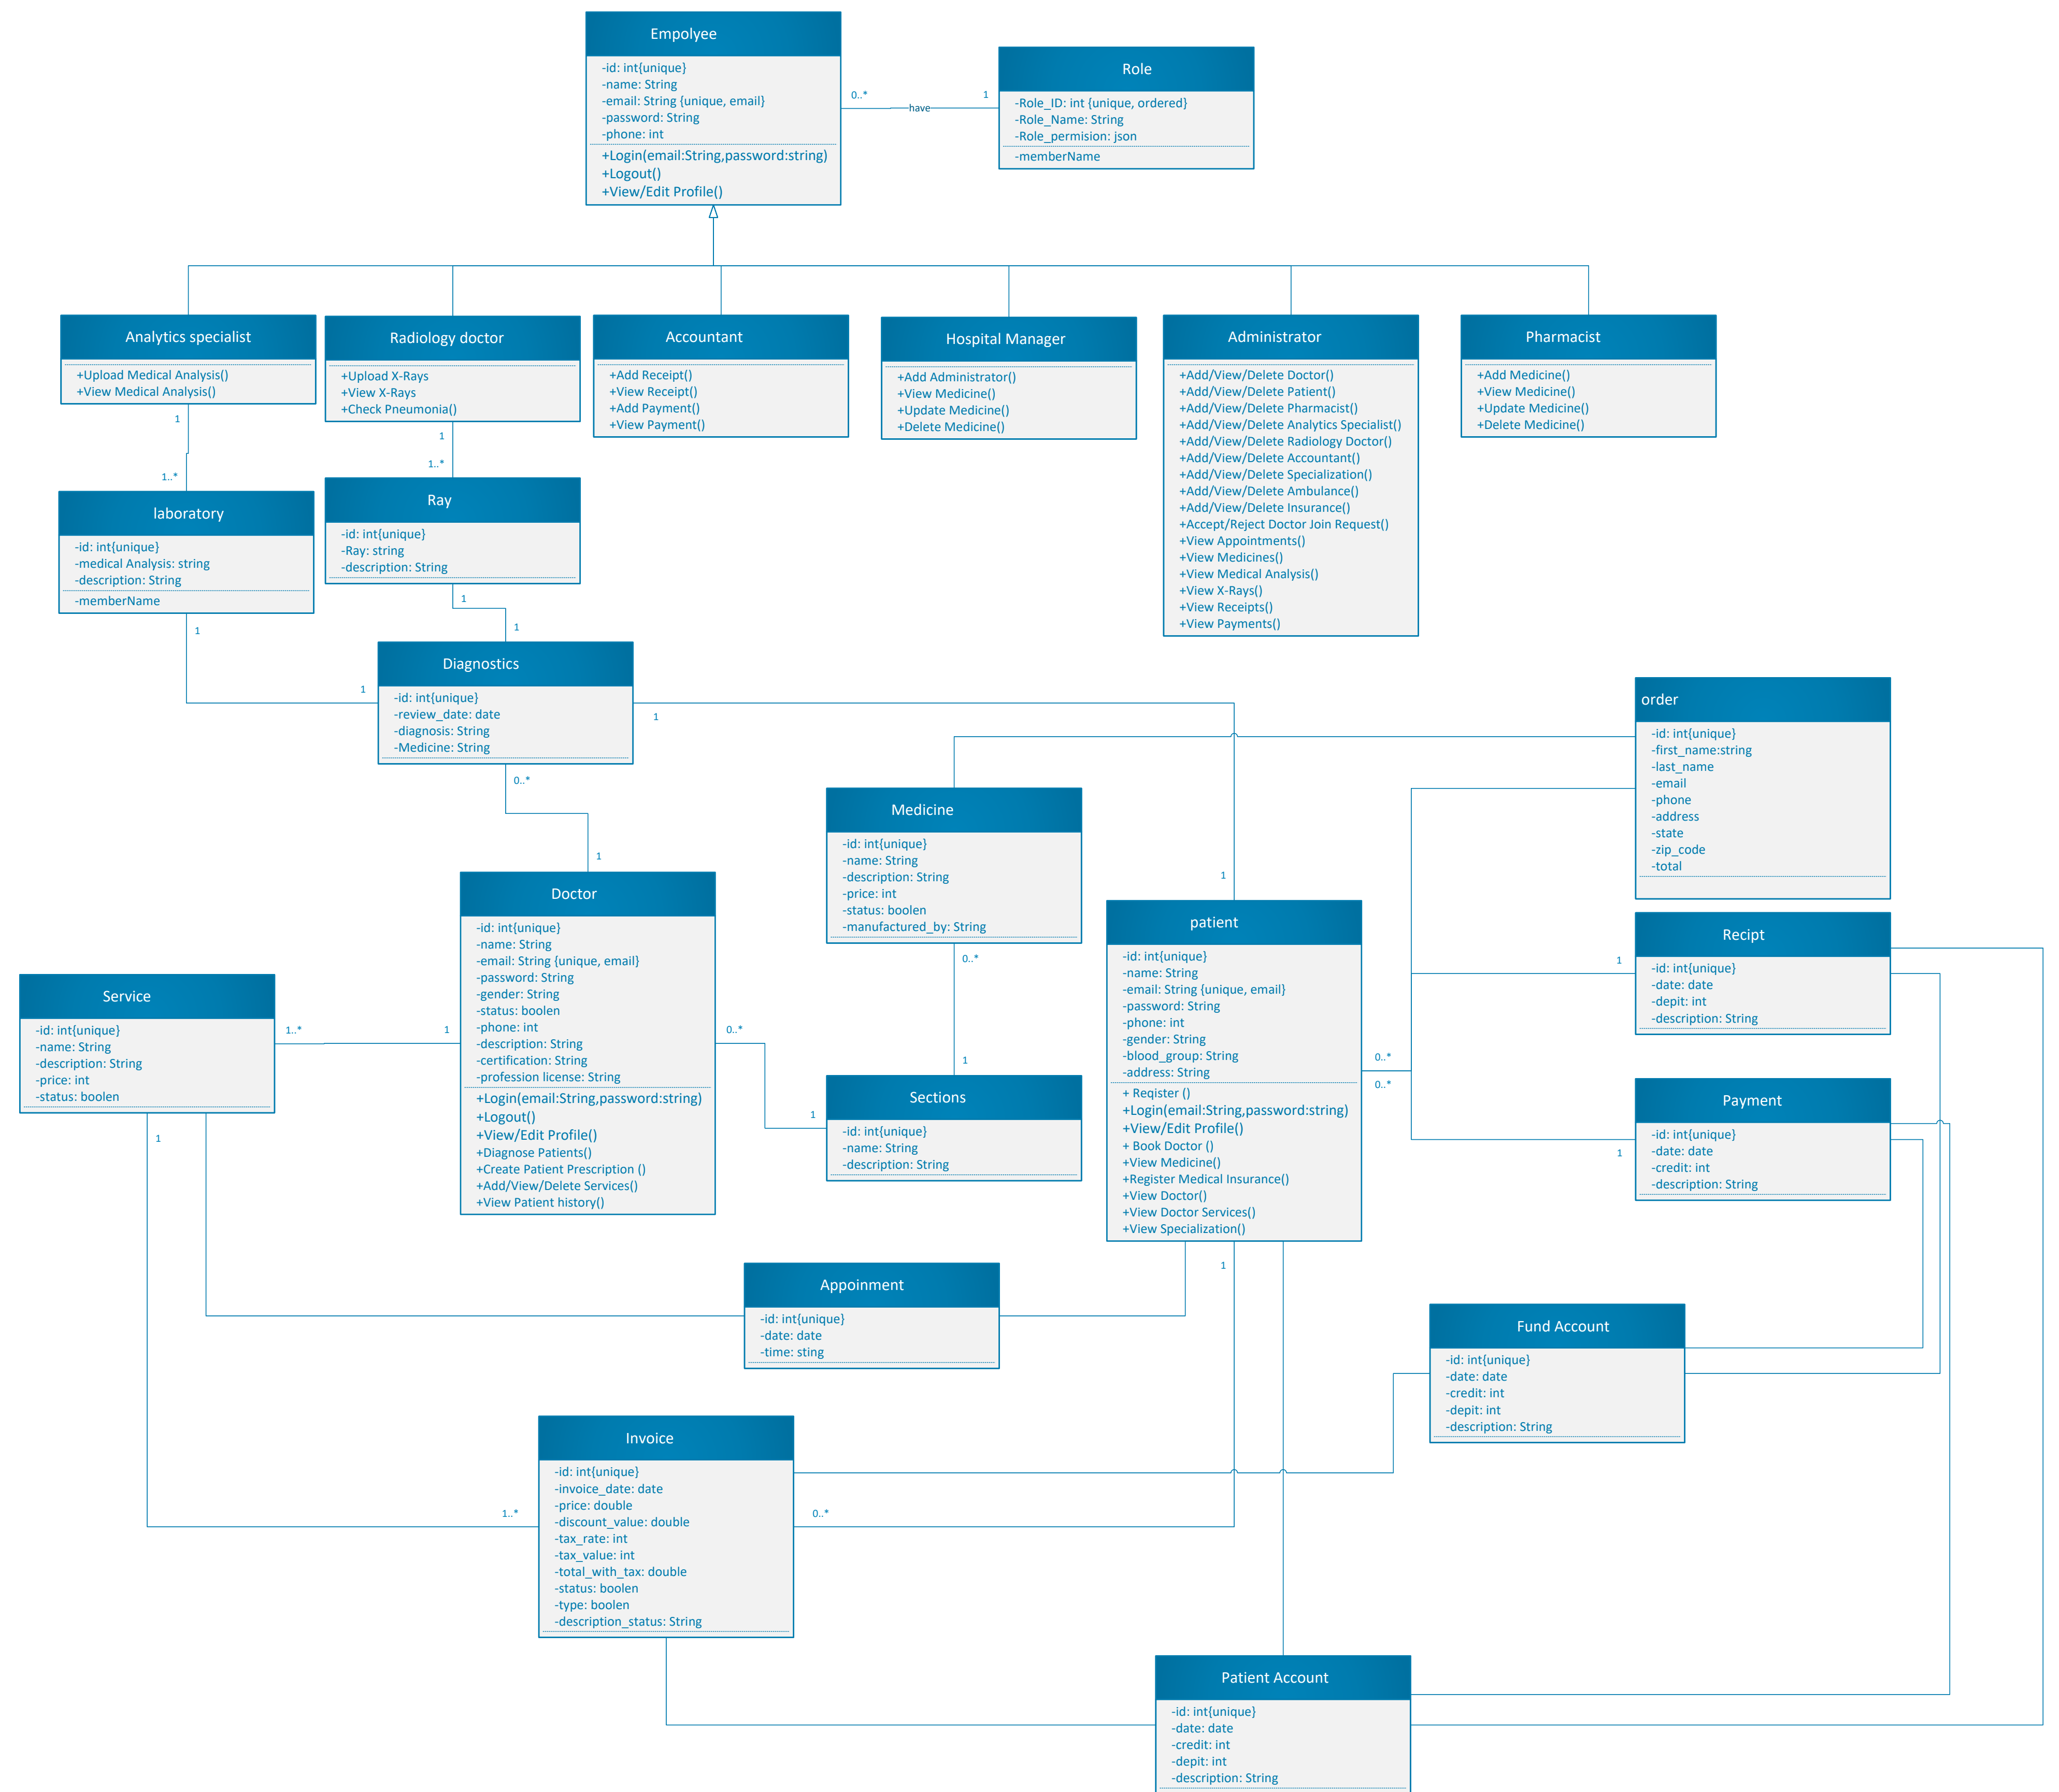 Empolyee
-id: int{unique}
-name: String
-email: String {unique, email}
-password: String
-phone: int
+Login(email:String,password:string)
+Logout()
+View/Edit Profile()
0..*
have
1
Role
-Role_ID: int {unique, ordered}
-Role_Name: String
-Role_permision: json
-memberName
Analytics specialist
+Upload Medical Analysis()
+View Medical Analysis()
1
1..*
Radiology doctor
+Upload X-Rays
+View X-Rays
+Check Pneumonia()
1
1..*
Accountant
+Add Receipt()
+View Receipt()
+Add Payment()
+View Payment()
Hospital Manager
+Add Administrator()
+View Medicine()
+Update Medicine()
+Delete Medicine()
Administrator
+Add/View/Delete Doctor()
+Add/View/Delete Patient()
+Add/View/Delete Pharmacist()
+Add/View/Delete Analytics Specialist()
+Add/View/Delete Radiology Doctor()
+Add/View/Delete Accountant()
+Add/View/Delete Specialization()
+Add/View/Delete Ambulance()
+Add/View/Delete Insurance()
+Accept/Reject Doctor Join Request()
+View Appointments()
+View Medicines()
+View Medical Analysis()
+View X-Rays()
+View Receipts()
+View Payments()
Pharmacist
+Add Medicine()
+View Medicine()
+Update Medicine()
+Delete Medicine()
laboratory
-id: int{unique}
-medical Analysis: string
-description: String
-memberName
1
1
Ray
-id: int{unique}
-Ray: string
-description: String
1
1
Diagnostics
-id: int{unique}
-review_date: date
-diagnosis: String
-Medicine: String
1
1
0..*
1
order
-id: int{unique}
-first_name:string
-last_name
-email
-phone
-address
-state
-zip_code
-total
Medicine
-id: int{unique}
-name: String
-description: String
-price: int
-status: boolen
-manufactured_by: String
0..*
1
Doctor
-id: int{unique}
-name: String
-email: String {unique, email}
-password: String
-gender: String
-status: boolen
-phone: int
-description: String
-certification: String
-profession license: String
+Login(email:String,password:string)
+Logout()
+View/Edit Profile()
+Diagnose Patients()
+Create Patient Prescription ()
+Add/View/Delete Services()
+View Patient history()
0..*
1
patient
-id: int{unique}
-name: String
-email: String {unique, email}
-password: String
-phone: int
-gender: String
-blood_group: String
-address: String
+ Reqister ()
+Login(email:String,password:string)
+View/Edit Profile()
+ Book Doctor ()
+View Medicine()
+Register Medical Insurance()
+View Doctor()
+View Doctor Services()
+View Specialization()
0..*
0..*
1
Recipt
-id: int{unique}
-date: date
-depit: int
-description: String
1
Payment
-id: int{unique}
-date: date
-credit: int
-description: String
Service
-id: int{unique}
-name: String
-description: String
-price: int
-status: boolen
1..*
1
1
Sections
-id: int{unique}
-name: String
-description: String
Appoinment
-id: int{unique}
-date: date
-time: sting
1
Fund Account
-id: int{unique}
-date: date
-credit: int
-depit: int
-description: String
Invoice
-id: int{unique}
-invoice_date: date
-price: double
-discount_value: double
-tax_rate: int
-tax_value: int
-total_with_tax: double
-status: boolen
-type: boolen
-description_status: String
1..*
0..*
Patient Account
-id: int{unique}
-date: date
-credit: int
-depit: int
-description: String